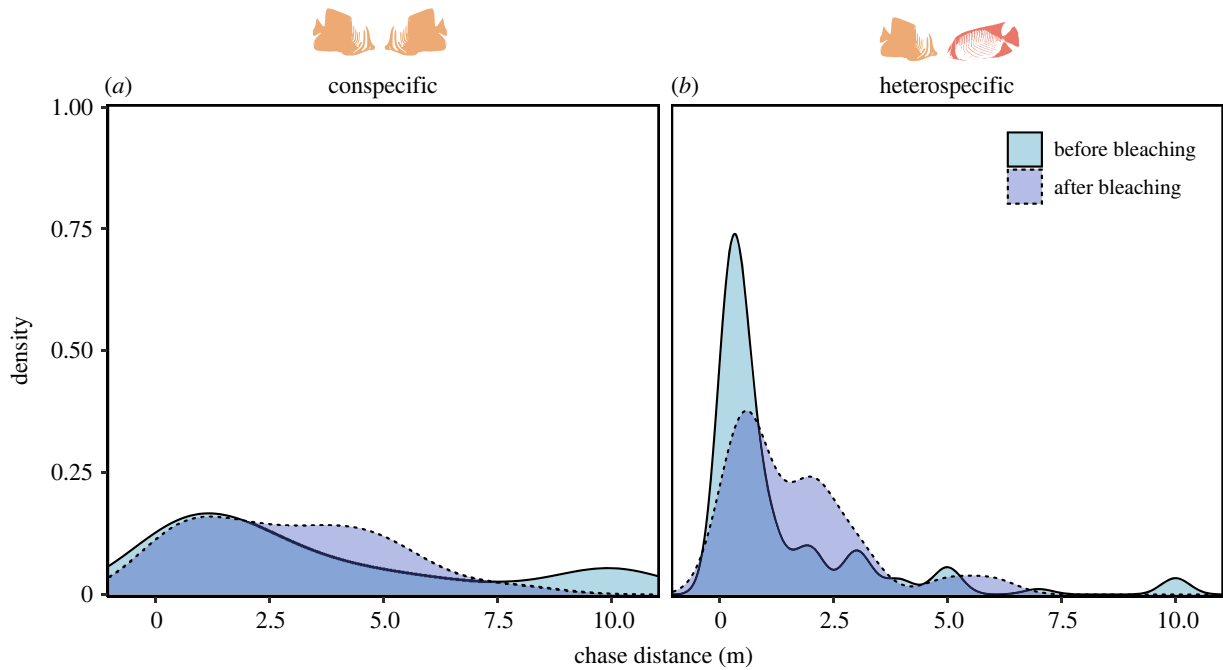 (a) conspecific
(b) heterospecific
1.00
0.75
0.50
0.25
0
density
before bleaching
after bleaching
0 2.5 5.0 7.5 10.0
0 2.5 5.0 7.5 10.0
chase distance (m)